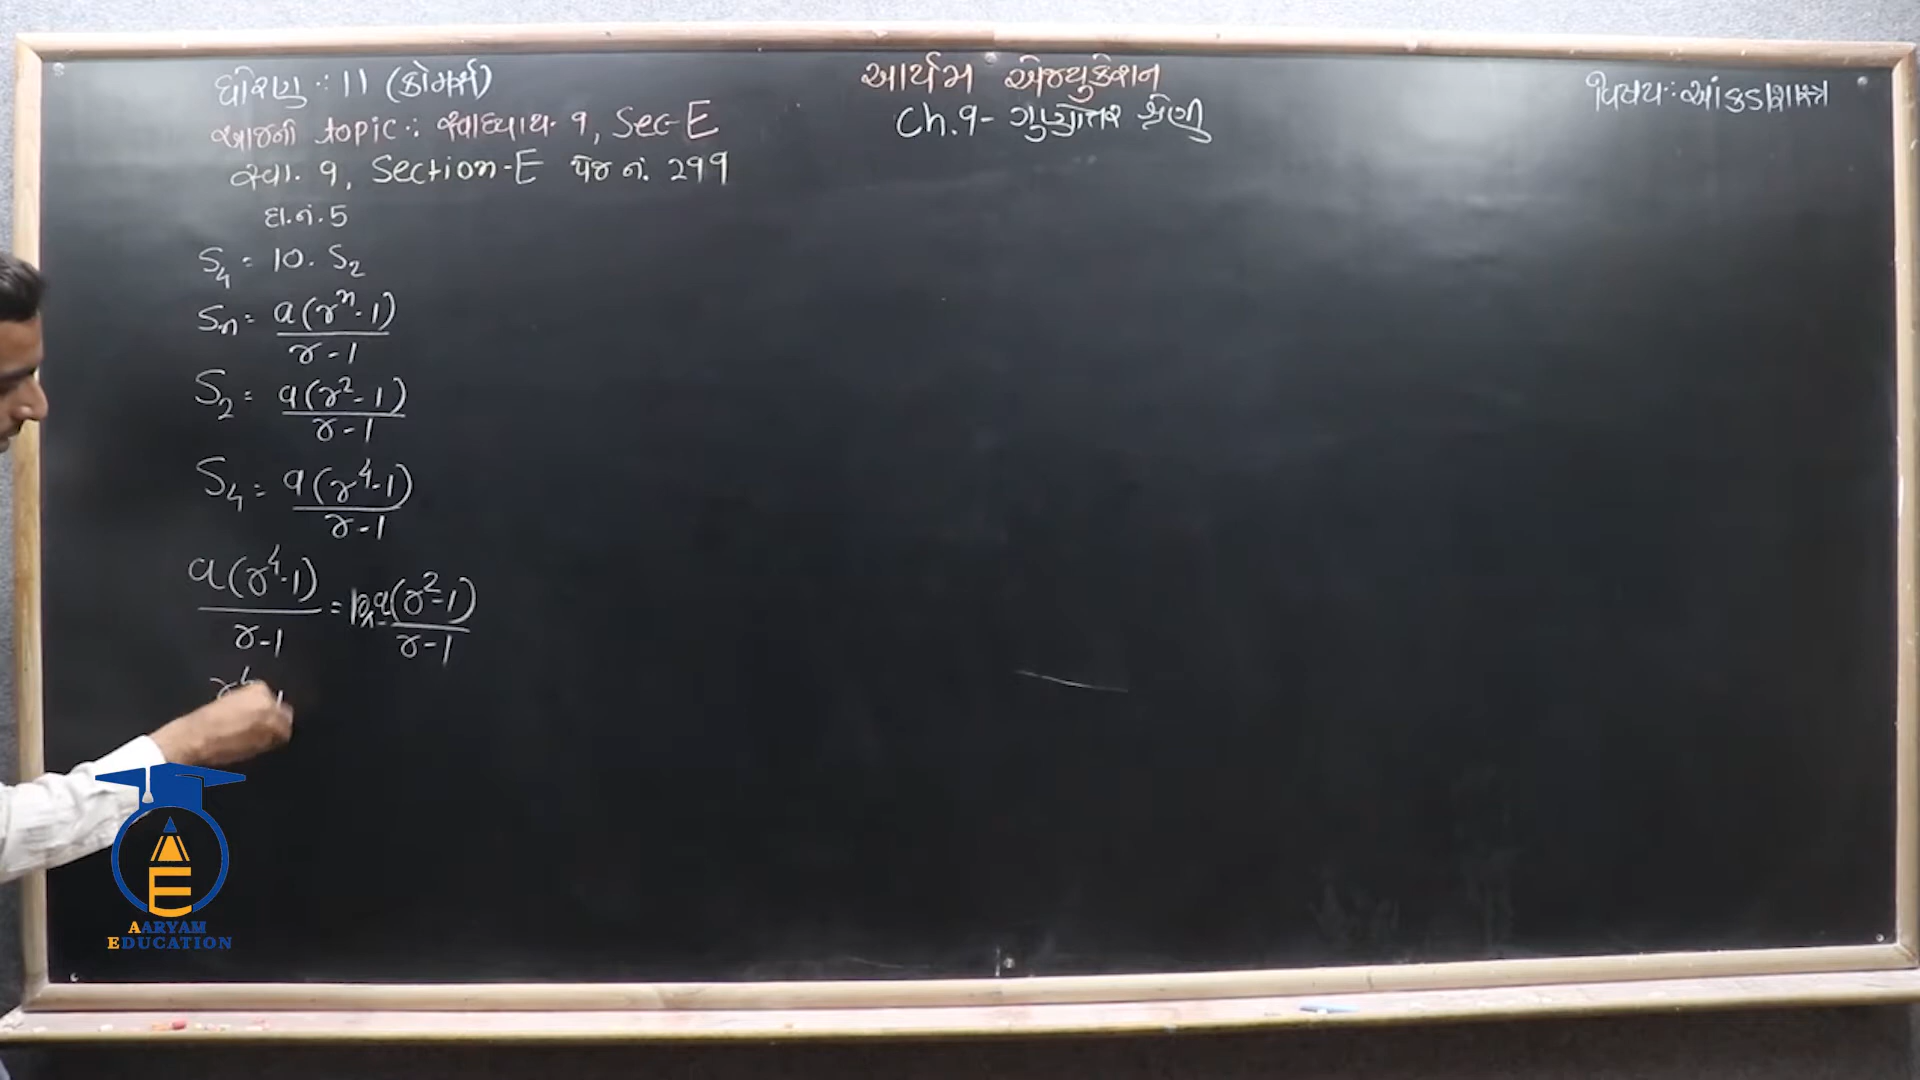 ધોરણ : 11 (કોમર્સ)
આર્યમ એજ્યુકેશન
વિષય : આંકડાશાસ્ત્ર
આજનો topic : સ્વાધ્યાય ૧, Sec-E
Ch. 9 - ગુણોત્તર શ્રેણી
સ્વા. 9, Section-E પેજ નં. 299
દા.નં. 5
S₄ = 10 · S₂
Sₙ = a(rⁿ - 1) / r - 1
S₂ = a(r² - 1) / r - 1
S₄ = a(r⁴ - 1) / r - 1
a(r⁴ - 1) / r - 1 = 10 a(r² - 1) / r - 1
AARYAM
EDUCATION